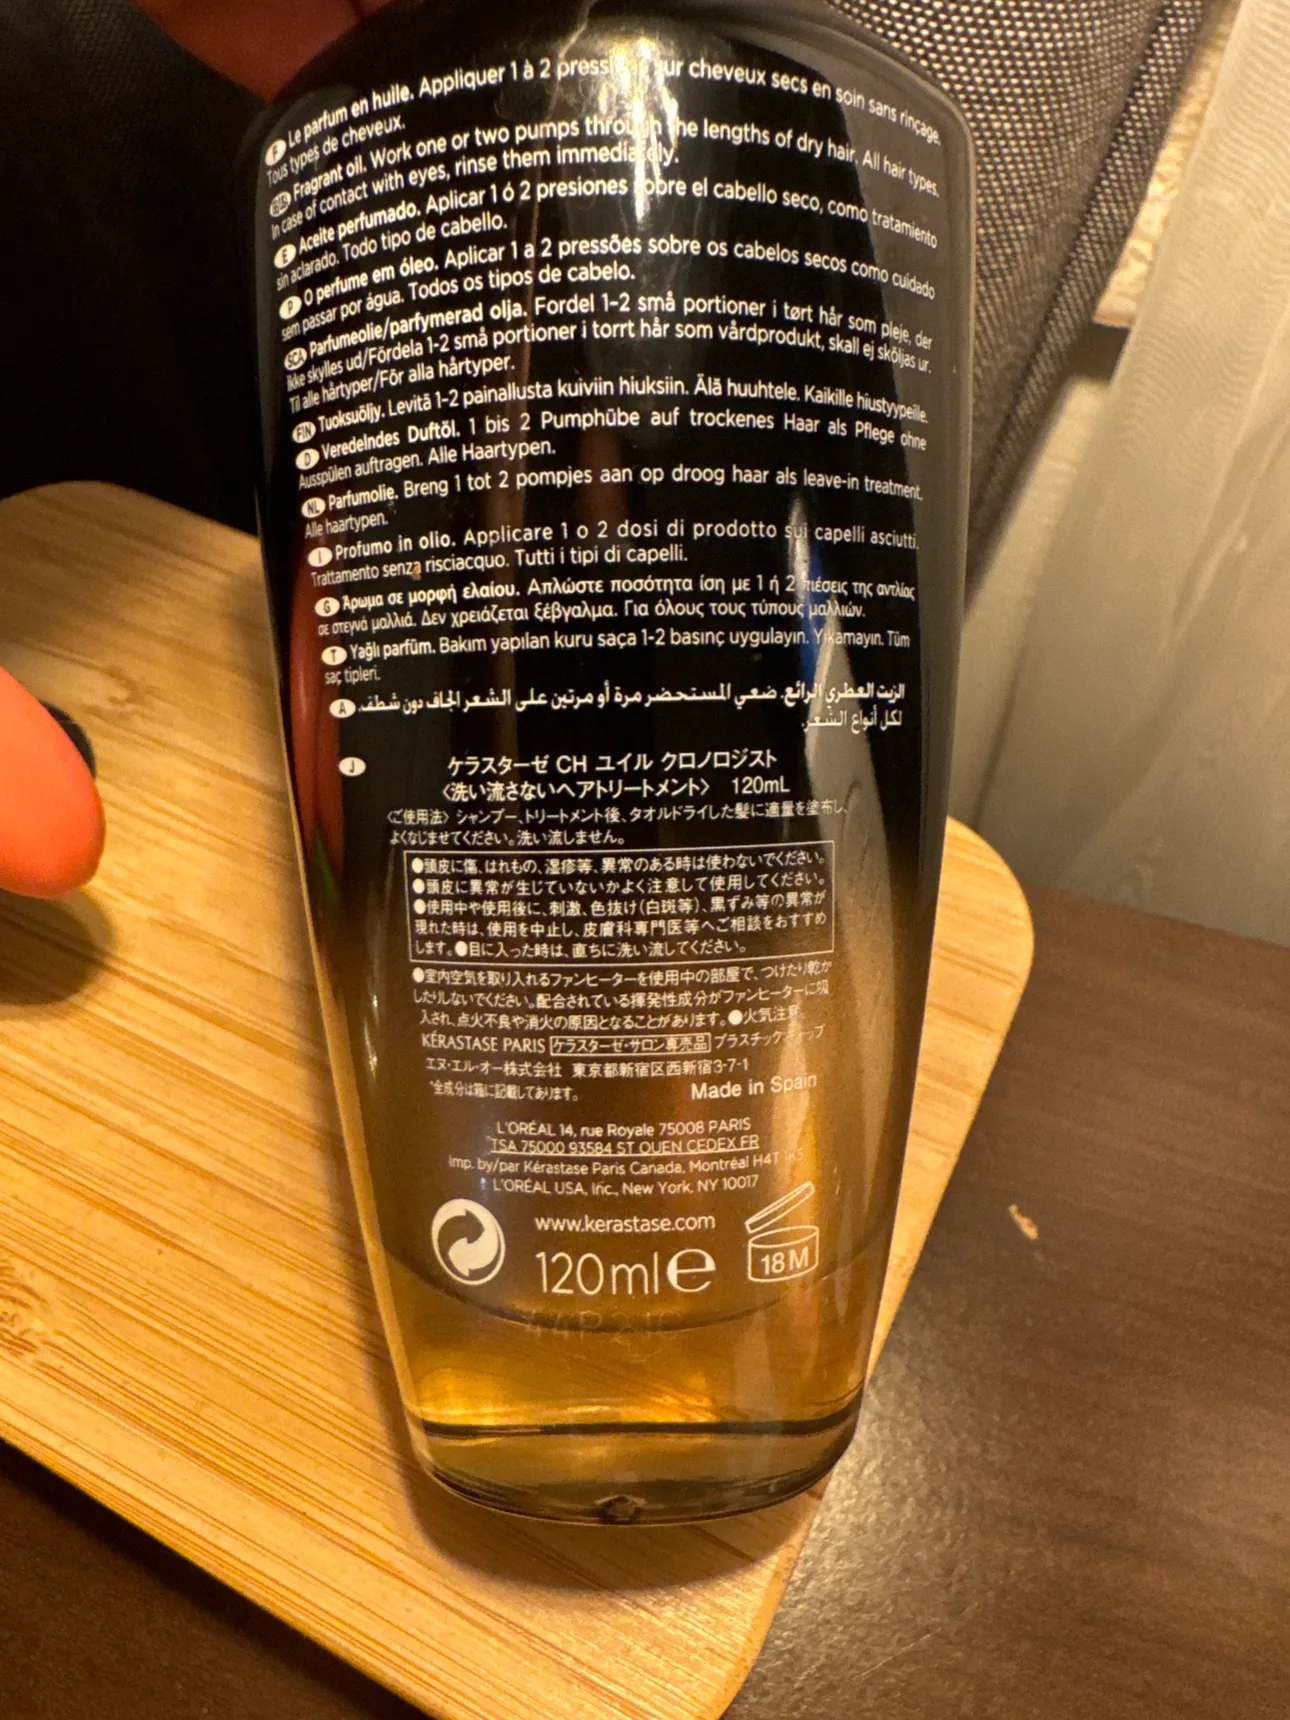 F Le parfum en huile. Appliquer 1 à 2 sur cheveux secs en soin sans rinçage.
Tous types de cheveux.
Fragrant oil. Work one or two pumps through the lengths of dry hair. All hair types.
In case of contact with eyes, rinse them immediately.
E Aceite perfumado. Aplicar 1 ó 2 presiones sobre el cabello seco, como tratamiento
sin aclarado. Todo tipo de cabello.
P O perfume em óleo. Aplicar 1 a 2 pressões sobre os cabelos secos como cuidado
sem passar por água. Todos os tipos de cabelo.
SCA Parfumeolie/parfymerad olja. Fordel 1-2 små portioner i tørt hår som pleje, der
ikke skylles ud/Fördela 1-2 små portioner i torrt hår som vårdprodukt, skall ej sköljas ur.
Til alle hårtyper/För alla hårtyper.
FIN Tuoksuöljy. Levitä 1-2 painallusta kuiviin hiuksiin. Älä huuhtele. Kaikille hiustyypeille.
D Veredelndes Duftöl. 1 bis 2 Pumphübe auf trockenes Haar als Pflege ohne
Ausspülen auftragen. Alle Haartypen.
NL Parfumolie. Breng 1 tot 2 pompjes aan op droog haar als leave-in treatment.
Alle haartypen.
I Profumo in olio. Applicare 1 o 2 dosi di prodotto sui capelli asciutti.
Trattamento senza risciacquo. Tutti i tipi di capelli.
G Άρωμα σε μορφή ελαίου. Απλώστε ποσότητα ίση με 1 ή 2 πιέσεις της αντλίας
σε στεγνά μαλλιά. Δεν χρειάζεται ξέβγαλμα. Για όλους τους τύπους μαλλιών.
T Yağlı parfüm. Bakım yapılan kuru saça 1-2 basınç uygulayın. Yıkamayın. Tüm
saç tipleri.
A الزيت العطري الرائع. ضعي المستحضر مرة أو مرتين على الشعر الجاف دون شطف.
لكل أنواع الشعر.
J ケラスターゼ CH ユイル クロノロジスト
〈洗い流さないヘアトリートメント〉 120mL
〈ご使用法〉シャンプー、トリートメント後、タオルドライした髪に適量を塗布し、
よくなじませてください。洗い流しません。
●頭皮に傷、はれもの、湿疹等、異常のある時は使わないでください。
●頭皮に異常が生じていないかよく注意して使用してください。
●使用中や使用後に、刺激、色抜け(白斑等)、黒ずみ等の異常が
現れた時は、使用を中止し、皮膚科専門医等へご相談をおすすめ
します。●目に入った時は、直ちに洗い流してください。
●室内空気を取り入れるファンヒーターを使用中の部屋で、つけたり乾か
したりしないでください。配合されている揮発性成分がファンヒーターに吸
入され、点火不良や消火の原因となることがあります。●火気注意
KÉRASTASE PARIS ケラスターゼ・サロン専売品 プラスチックキャップ
エヌ・エル・オー株式会社 東京都新宿区西新宿3-7-1
*全成分は箱に記載してあります。 Made in Spain
L'ORÉAL 14, rue Royale 75008 PARIS
TSA 75000 93584 ST OUEN CEDEX FR
Imp. by/par Kérastase Paris Canada, Montréal H4T
L'ORÉAL USA, Inc., New York, NY 10017
www.kerastase.com
120ml e 18M